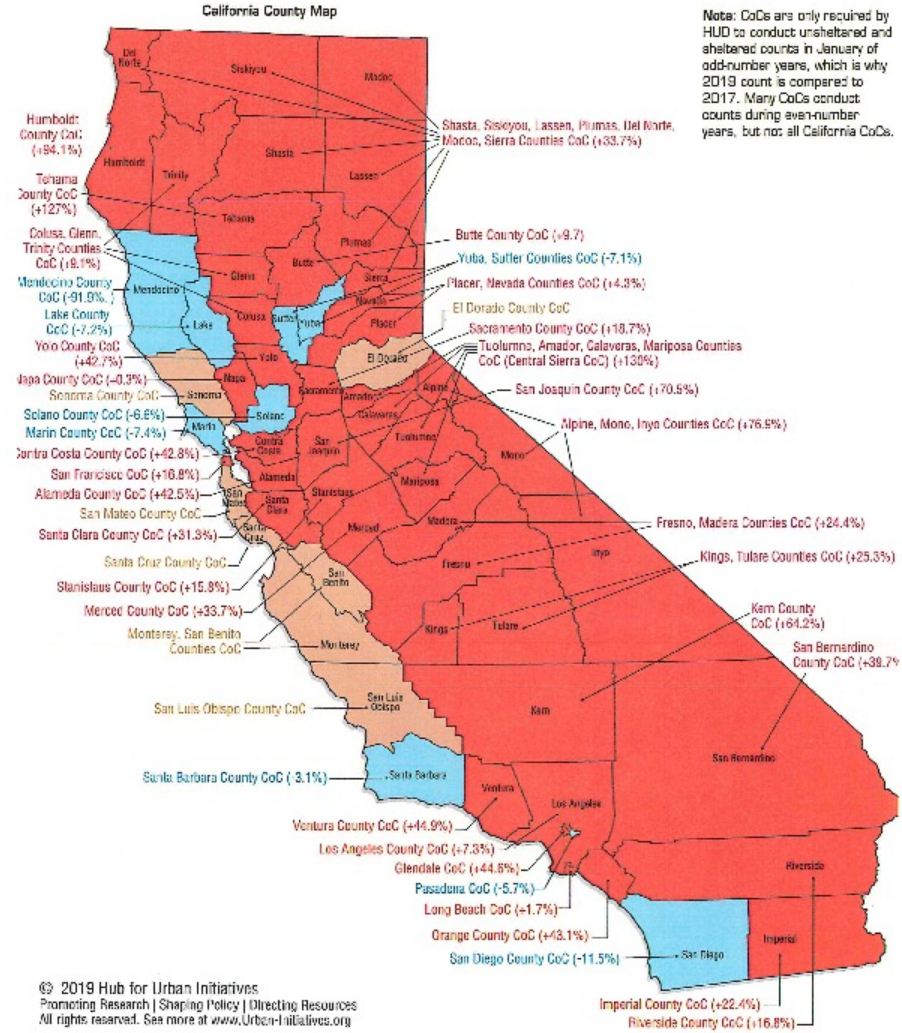 California County Map
Note: CoCs are only required by
HUD to conduct unsheltered and
sheltered counts in January of
odd-number years, which is why
2019 count is compared to
2017. Many CoCs conduct
counts during even-number
years, but not all California CoCs.
Del
Norte
Siskiyou
Modoc
Humboldt
County CoC
(+94.1%)
Shasta, Siskiyou, Lassen, Plumas, Del Norte,
Modoc, Sierra Counties CoC (+33.7%)
Humboldt
Trinity
Shasta
Lassen
Tehama
County CoC
(+127%)
Tehama
Plumas
Colusa, Glenn,
Trinity Counties
CoC (+9.1%)
Butte County CoC (+9.7)
Glenn
Butte
Sierra
Yuba, Sutter Counties CoC (-7.1%)
Mendocino County
CoC (-91.9%.)
Mendocino
Nevada
Placer, Nevada Counties CoC (+4.3%)
Lake County
CoC (-7.2%)
Lake
Colusa
Sutter
Yuba
Placer
El Dorado County CoC
Sacramento County CoC (+18.7%)
Yolo County CoC
(+42.7%)
Yolo
El Dorado
Tuolumne, Amador, Calaveras, Mariposa Counties
CoC (Central Sierra CoC) (+130%)
Napa County CoC (-0.3%)
Napa
Sacramento
Alpine
San Joaquin County CoC (+70.5%)
Sonoma County CoC
Sonoma
Amador
Solano County CoC (-6.6%)
Solano
Calaveras
Alpine, Mono, Inyo Counties CoC (+76.9%)
Marin County CoC (-7.4%)
Marin
Contra
Costa
San
Joaquin
Tuolumne
Mono
Contra Costa County CoC (+42.8%)
San Francisco CoC (+16.8%)
Alameda
Mariposa
Alameda County CoC (+42.5%)
San
Mateo
Santa
Clara
Stanislaus
San Mateo County CoC
Merced
Madera
Fresno, Madera Counties CoC (+24.4%)
Santa Clara County CoC (+31.3%)
Santa
Cruz
Inyo
Kings, Tulare Counties CoC (+25.3%)
Santa Cruz County CoC
Fresno
Stanislaus County CoC (+15.8%)
San
Benito
Merced County CoC (+33.7%)
Kings
Tulare
Kern County
CoC (+64.2%)
Monterey, San Benito
Counties CoC
Monterey
San Bernardino
County CoC (+39.7%
San Luis Obispo County CoC
San Luis
Obispo
Kern
San Bernardino
Santa Barbara County CoC (-3.1%)
Santa Barbara
Ventura
Los Angeles
Ventura County CoC (+44.9%)
Los Angeles County CoC (+7.3%)
Glendale CoC (+44.6%)
Riverside
Pasadena CoC (-5.7%)
Long Beach CoC (+1.7%)
Orange County CoC (+43.1%)
San Diego
Imperial
San Diego County CoC (-11.5%)
© 2019 Hub for Urban Initiatives
Promoting Research | Shaping Policy | Directing Resources
All rights reserved. See more at www.Urban-Initiatives.org
Imperial County CoC (+22.4%)
Riverside County CoC (+16.8%)